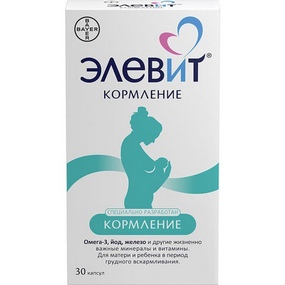 BAYER
BAYER
ЭЛЕВИТ®
КОРМЛЕНИЕ
СПЕЦИАЛЬНО РАЗРАБОТАН
КОРМЛЕНИЕ
Омега-3, йод, железо и другие жизненно
важные минералы и витамины.
Для матери и ребенка в период
грудного вскармливания.
30 капсул